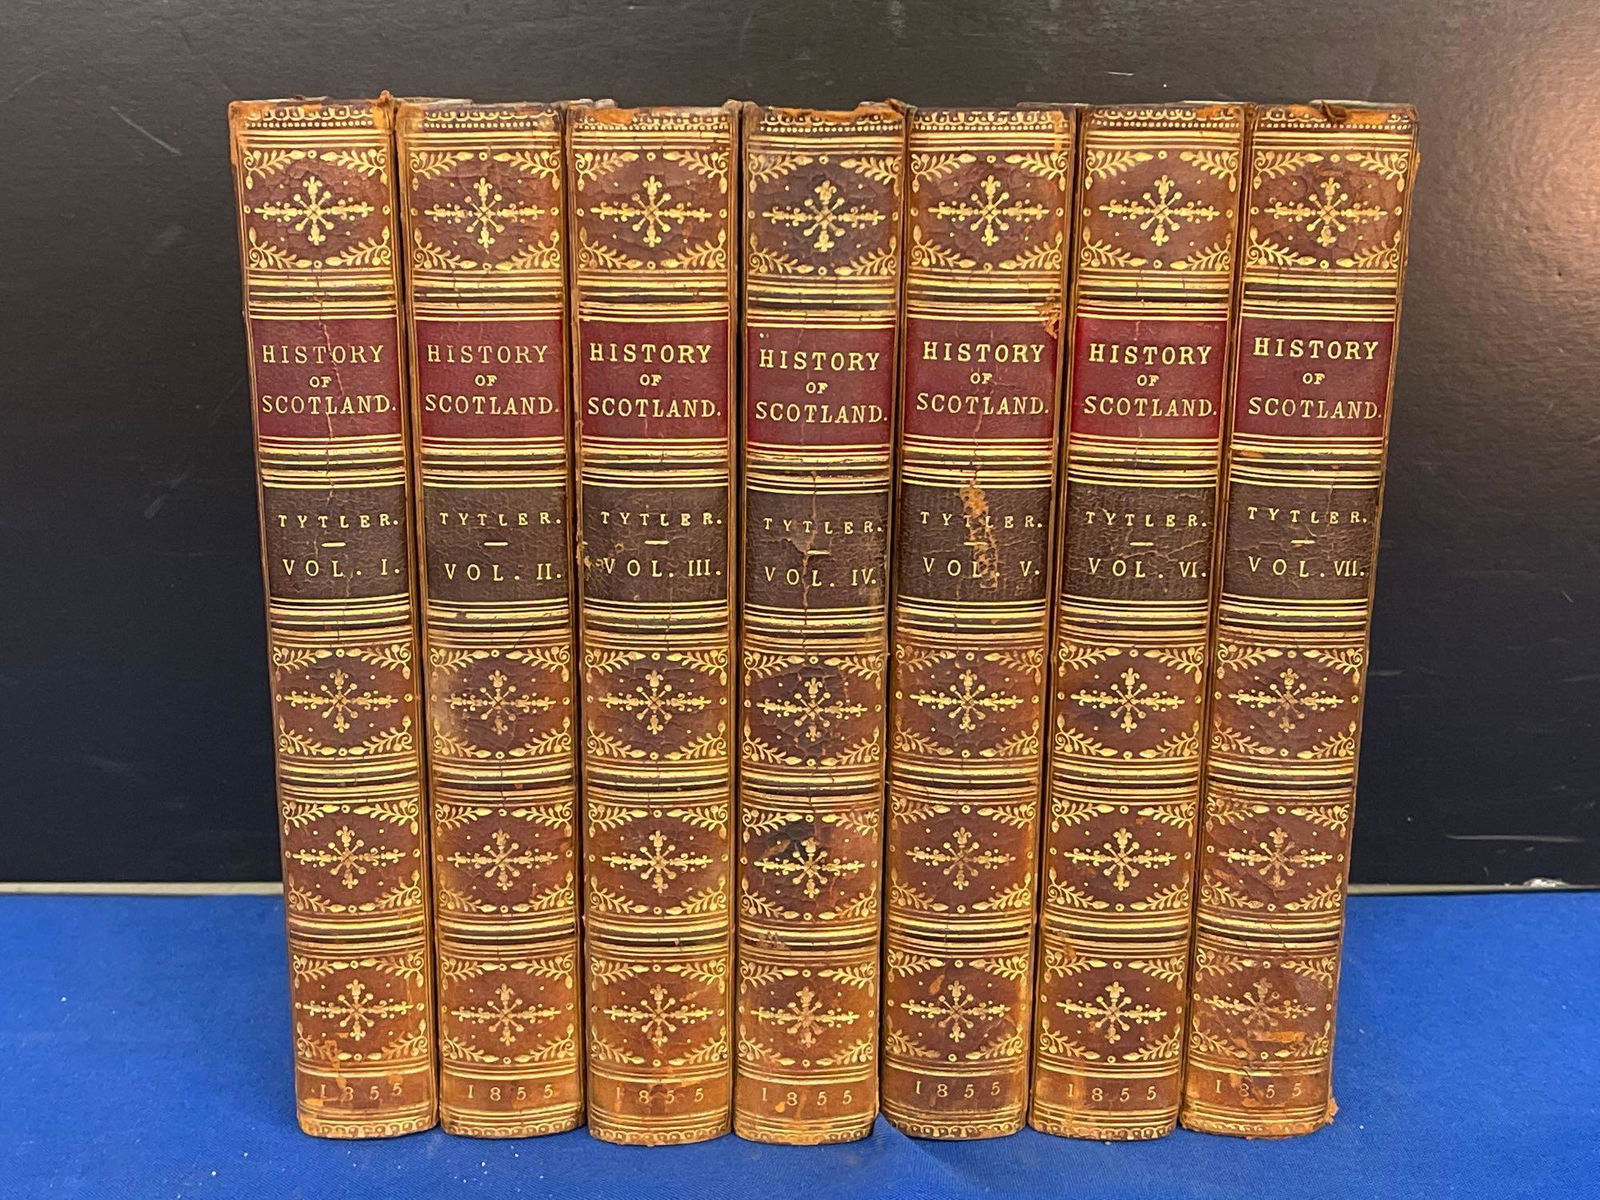 HISTORY
OF
SCOTLAND.
TYTLER.
VOL. I.
1855
HISTORY
OF
SCOTLAND.
TYTLER.
VOL. II.
1855
HISTORY
OF
SCOTLAND.
TYTLER.
VOL. III.
1855
HISTORY
OF
SCOTLAND.
TYTLER.
VOL. IV.
1855
HISTORY
OF
SCOTLAND.
TYTLER.
VOL. V.
1855
HISTORY
OF
SCOTLAND.
TYTLER.
VOL. VI.
1855
HISTORY
OF
SCOTLAND.
TYTLER.
VOL. VII.
1855